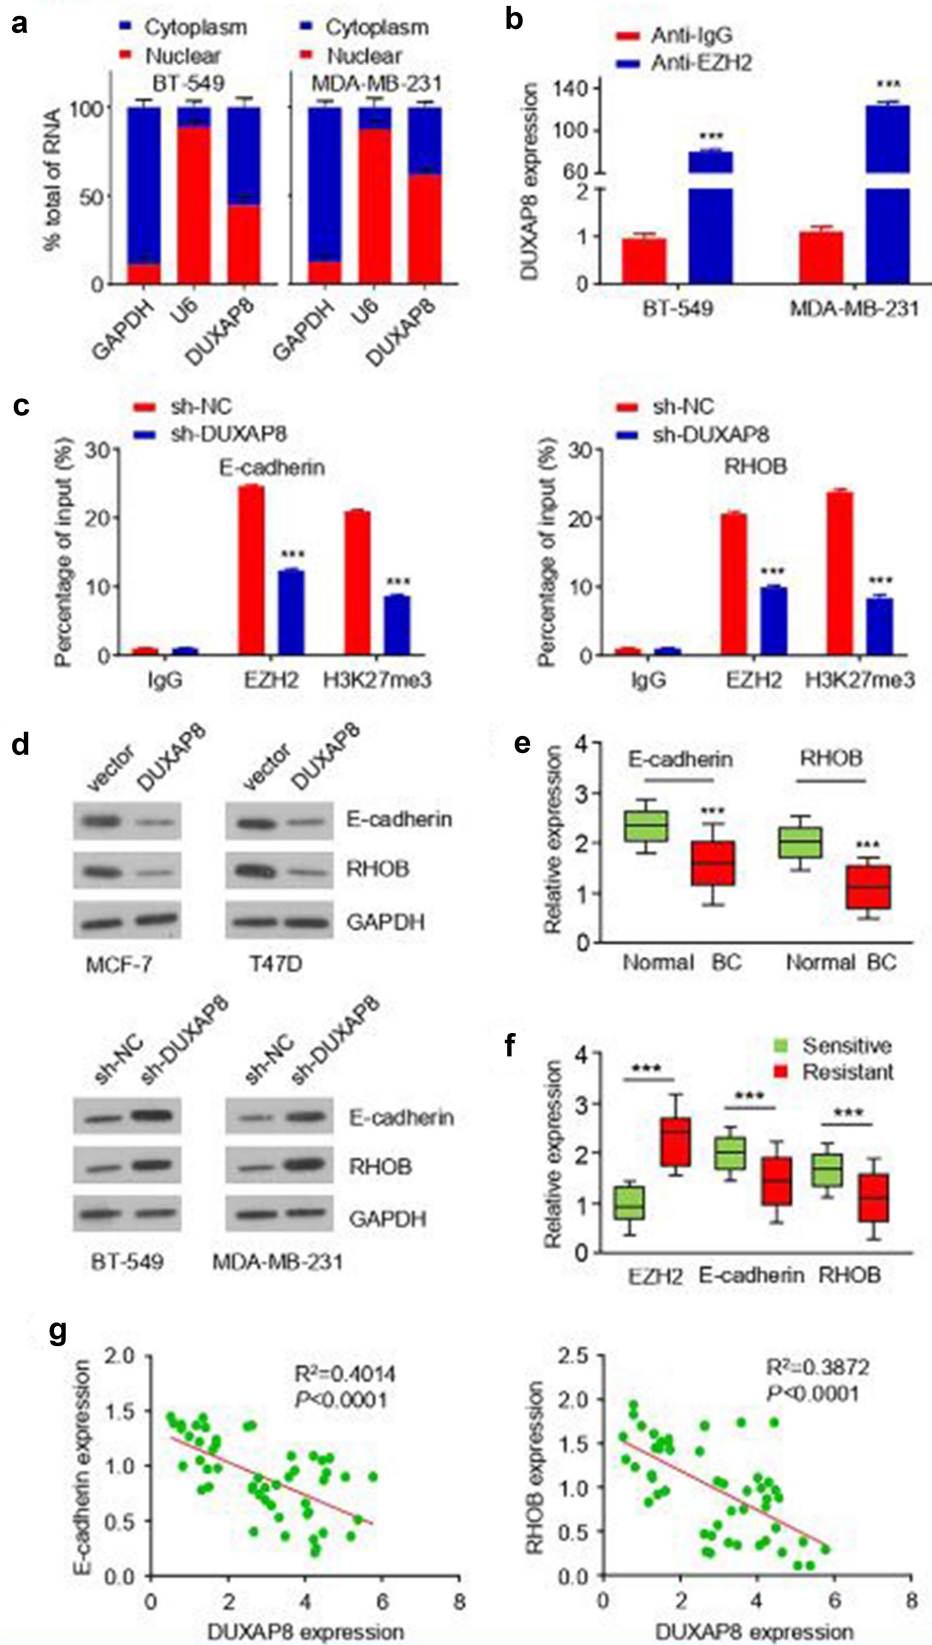 a
Cytoplasm
Nuclear
BT-549
Cytoplasm
Nuclear
MDA-MB-231
% total of RNA
100
50
0
GAPDH
U6
DUXAP8
GAPDH
U6
DUXAP8
b
Anti-IgG
Anti-EZH2
DUXAP8 expression
140
100
60
2
1
0
***
***
BT-549
MDA-MB-231
c
sh-NC
sh-DUXAP8
E-cadherin
Percentage of input (%)
30
20
10
0
***
***
IgG
EZH2
H3K27me3
sh-NC
sh-DUXAP8
RHOB
Percentage of input (%)
30
20
10
0
***
***
IgG
EZH2
H3K27me3
d
vector
DUXAP8
vector
DUXAP8
E-cadherin
RHOB
GAPDH
MCF-7
T47D
sh-NC
sh-DUXAP8
sh-NC
sh-DUXAP8
E-cadherin
RHOB
GAPDH
BT-549
MDA-MB-231
e
Relative expression
4
3
2
1
0
E-cadherin
RHOB
***
***
Normal BC
Normal BC
f
Sensitive
Resistant
Relative expression
4
3
2
1
0
***
***
***
EZH2
E-cadherin
RHOB
g
E-cadherin expression
2.0
1.5
1.0
0.5
0.0
R²=0.4014
P<0.0001
0 2 4 6 8
DUXAP8 expression
RHOB expression
2.5
2.0
1.5
1.0
0.5
0.0
R²=0.3872
P<0.0001
0 2 4 6 8
DUXAP8 expression